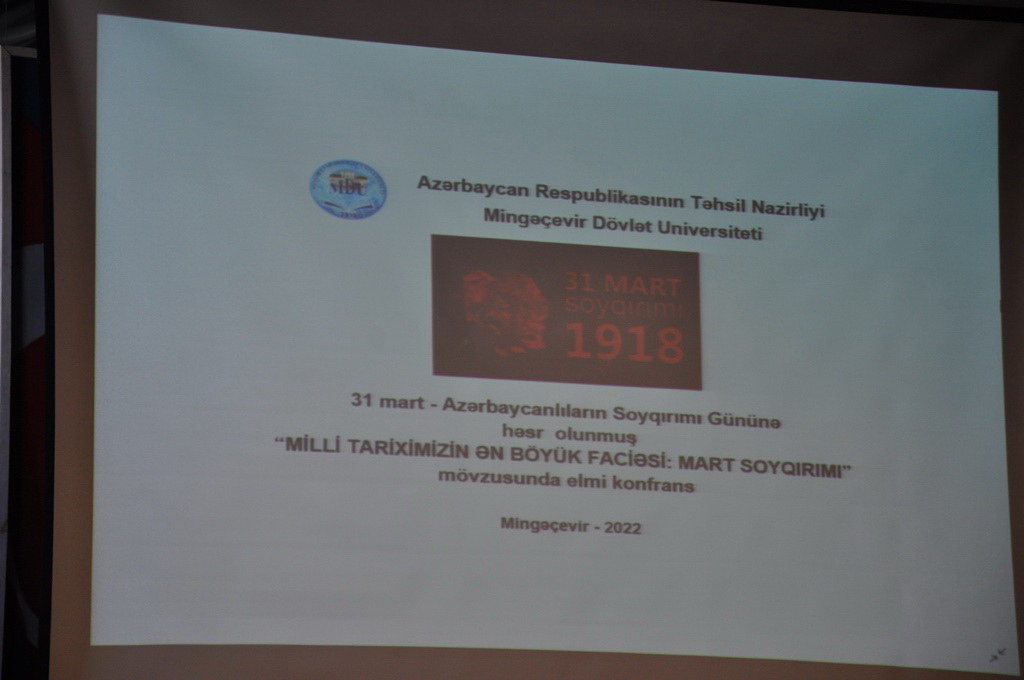 MDU
Azərbaycan Respublikasının Təhsil Nazirliyi
Mingəçevir Dövlət Universiteti
31 MART
soyqırımı
1918
31 mart - Azərbaycanlıların Soyqırımı Gününə
həsr olunmuş
“MİLLİ TARİXİMİZİN ƏN BÖYÜK FACİƏSİ: MART SOYQIRIMI”
mövzusunda elmi konfrans
Mingəçevir - 2022